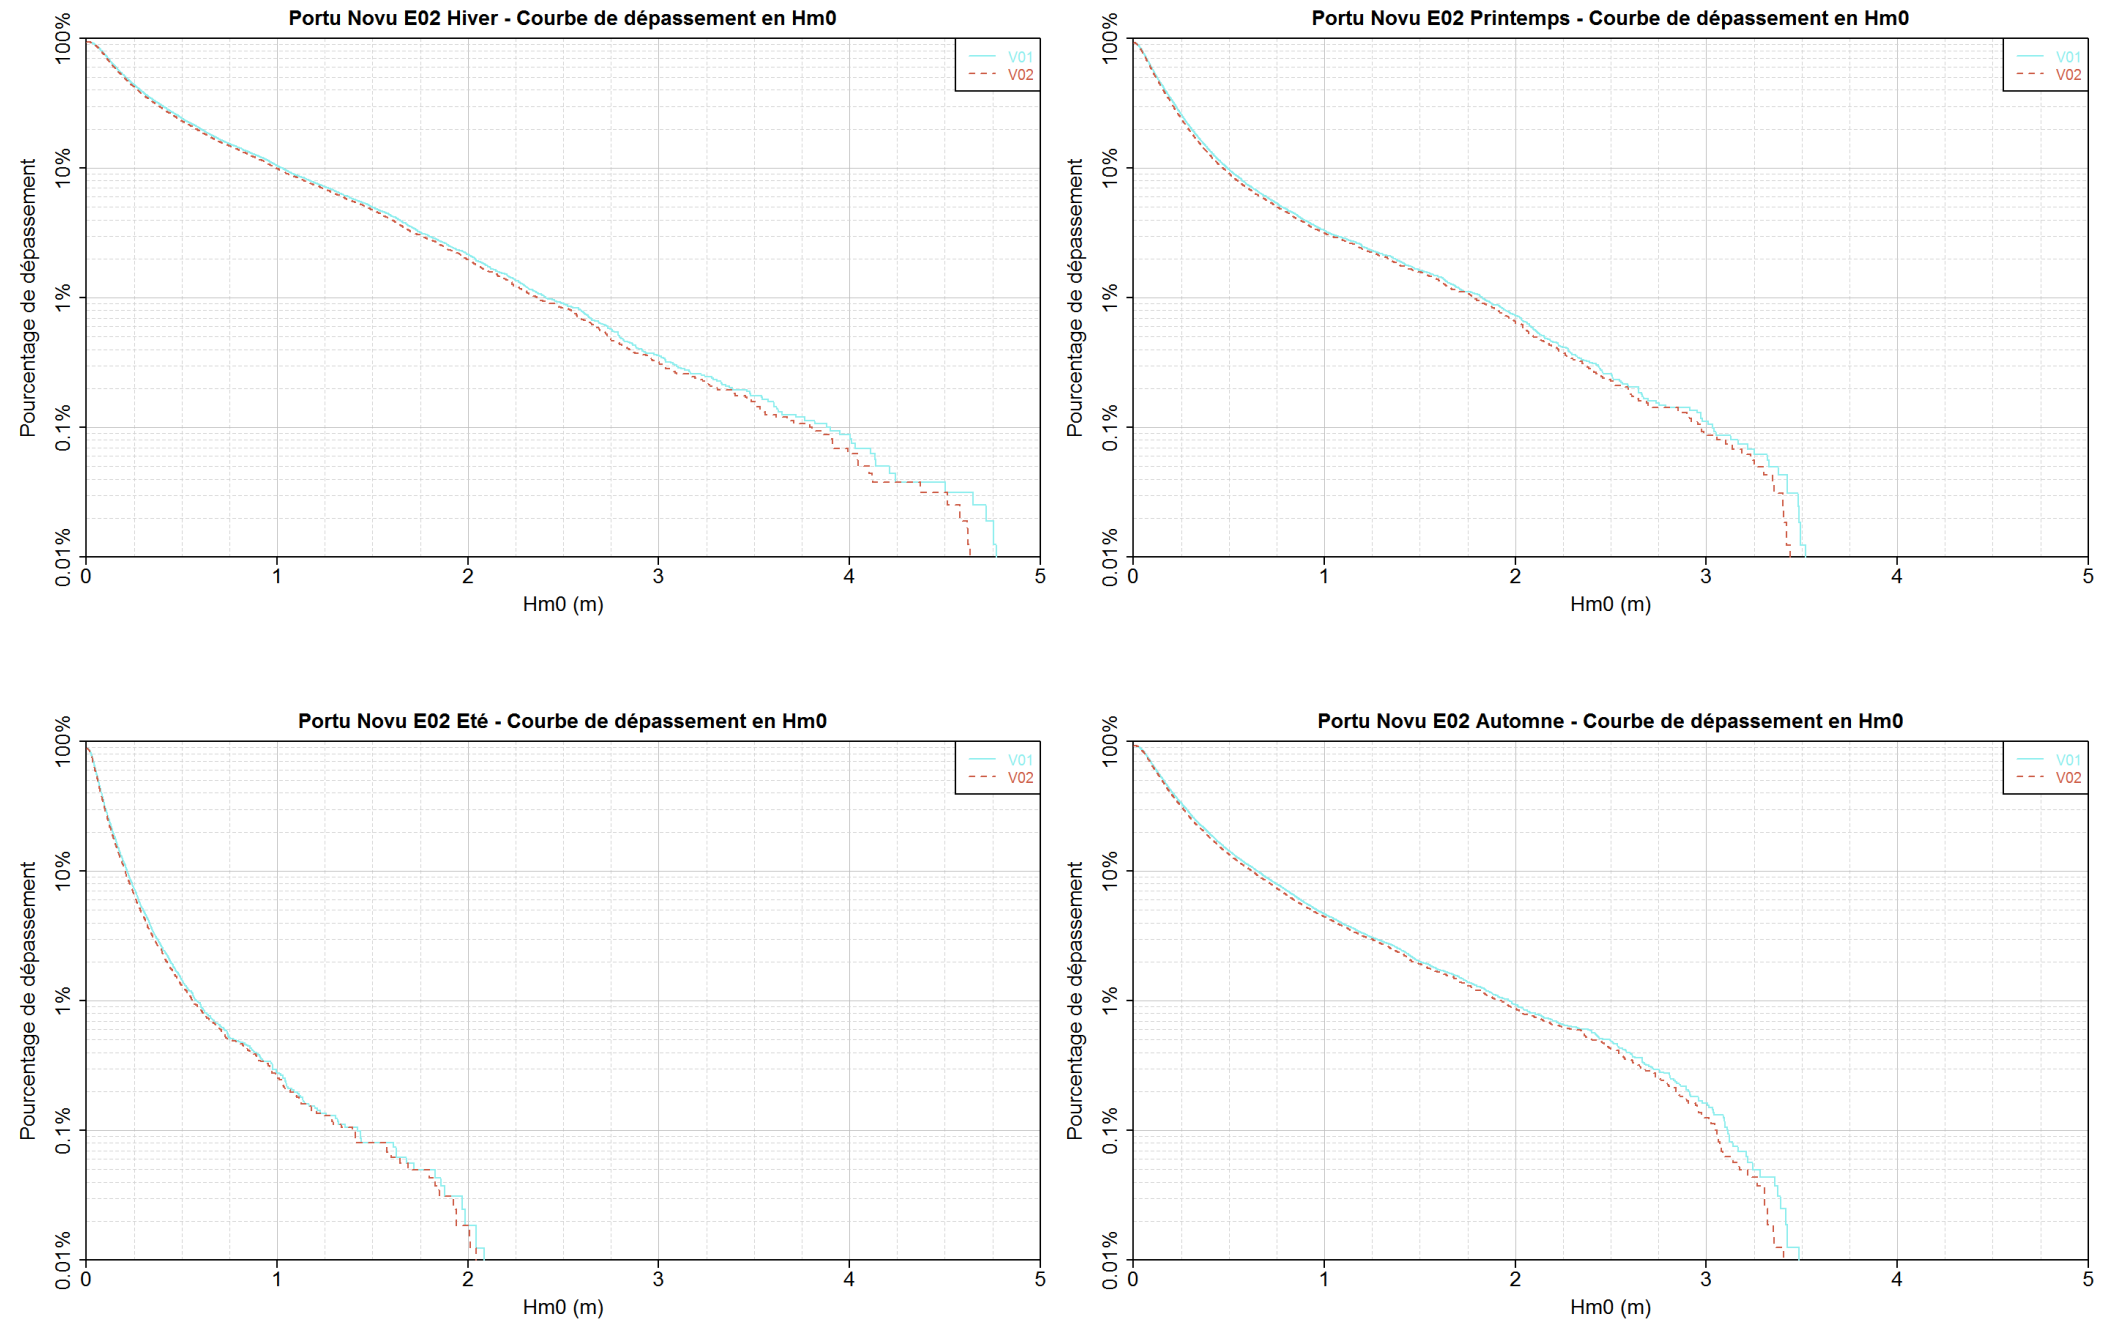 Portu Novu E02 Hiver - Courbe de dépassement en Hm0
V01
V02
Pourcentage de dépassement
100%
10%
1%
0.1%
0.01%
0 1 2 3 4 5
Hm0 (m)
Portu Novu E02 Printemps - Courbe de dépassement en Hm0
V01
V02
Pourcentage de dépassement
100%
10%
1%
0.1%
0.01%
0 1 2 3 4 5
Hm0 (m)
Portu Novu E02 Eté - Courbe de dépassement en Hm0
V01
V02
Pourcentage de dépassement
100%
10%
1%
0.1%
0.01%
0 1 2 3 4 5
Hm0 (m)
Portu Novu E02 Automne - Courbe de dépassement en Hm0
V01
V02
Pourcentage de dépassement
100%
10%
1%
0.1%
0.01%
0 1 2 3 4 5
Hm0 (m)